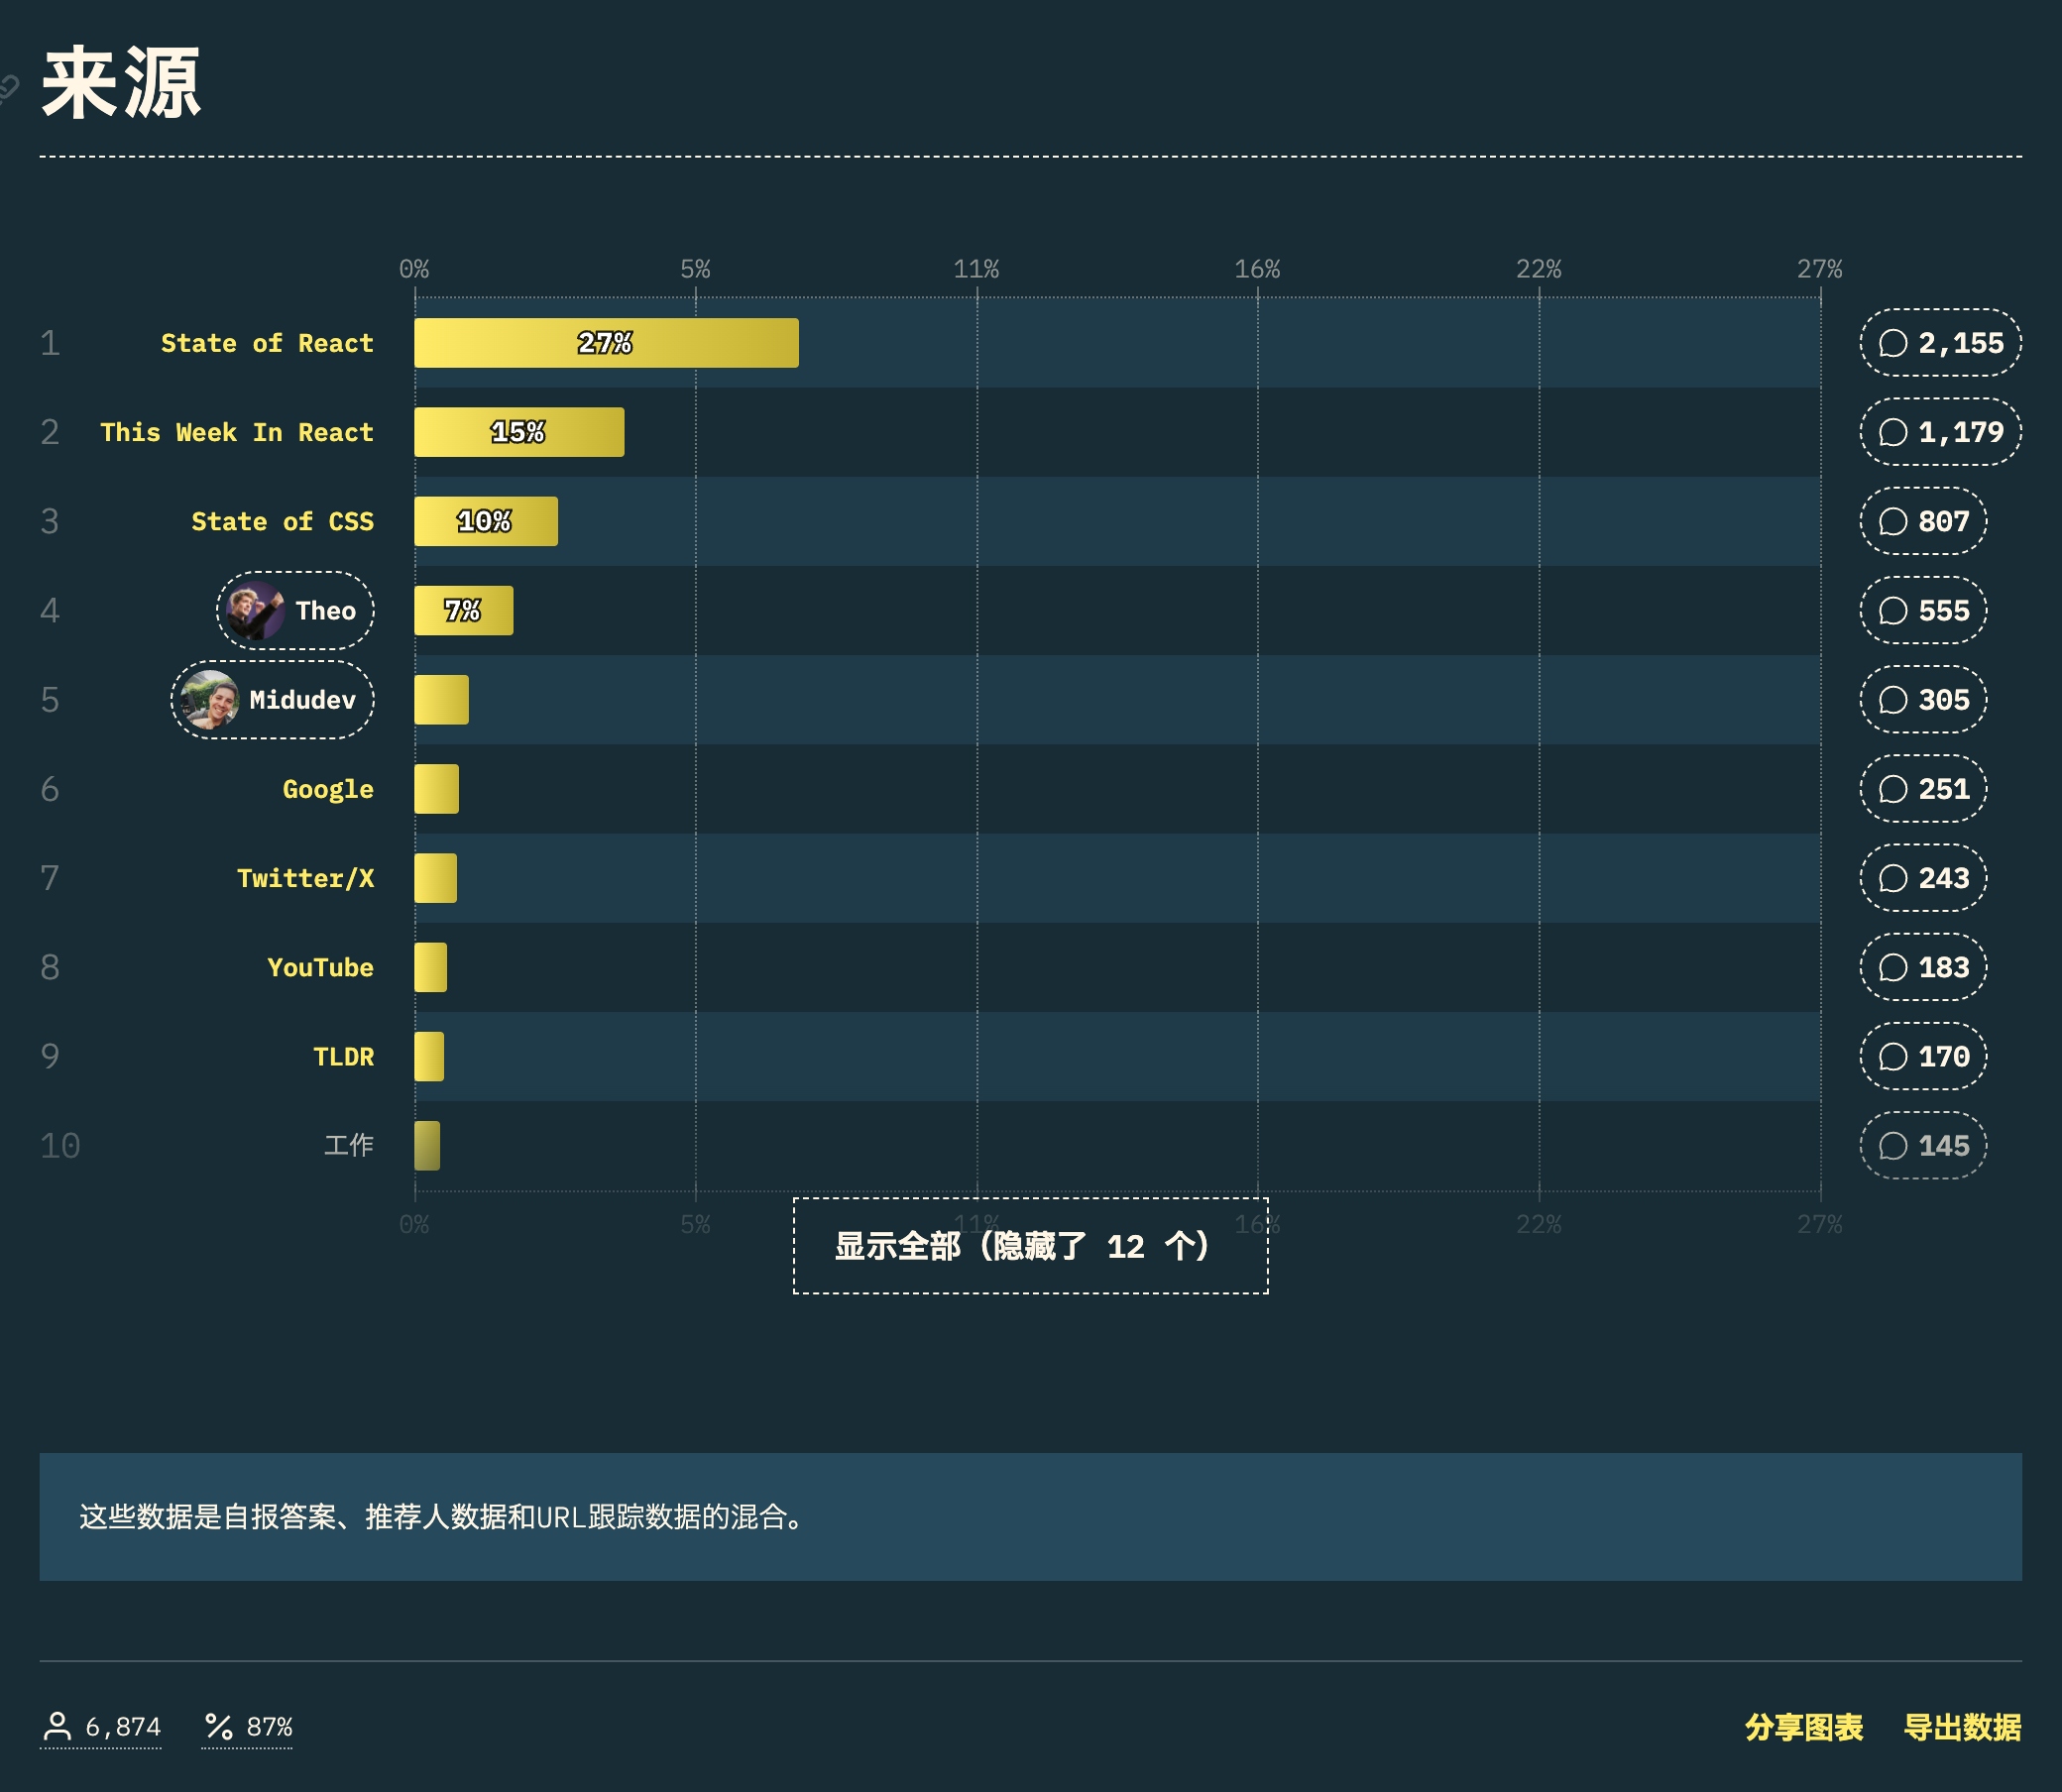 来源
0% 5% 11% 16% 22% 27%
1 State of React 27% 2,155
2 This Week In React 15% 1,179
3 State of CSS 10% 807
4 Theo 7% 555
5 Midudev 305
6 Google 251
7 Twitter/X 243
8 YouTube 183
9 TLDR 170
10 工作 145
0% 5% 11% 16% 22% 27%
显示全部（隐藏了 12 个）
这些数据是自报答案、推荐人数据和URL跟踪数据的混合。
6,874 87% 分享图表 导出数据